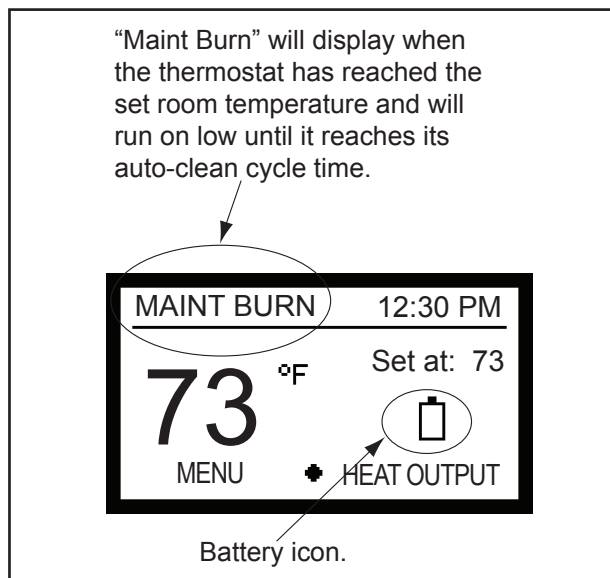 “Maint Burn” will display when
the thermostat has reached the
set room temperature and will
run on low until it reaches its
auto-clean cycle time.
MAINT BURN 12:30 PM
Set at: 73
73 °F
MENU HEAT OUTPUT
Battery icon.